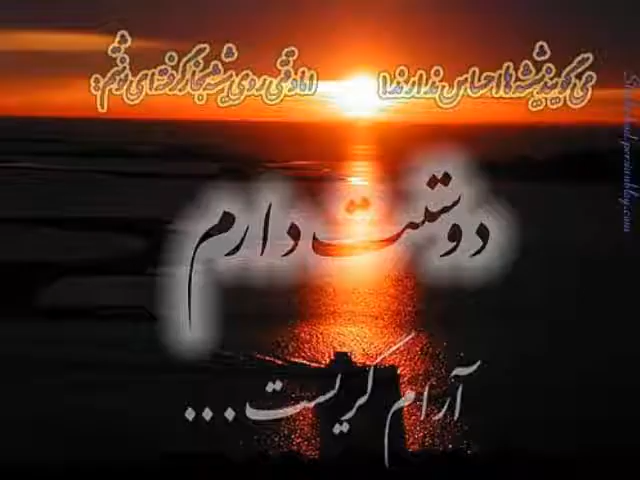 می گویند شیشه ها احساس ندارند اما وقتی روی شیشه بخار گرفته ای نوشتم :
دوستت دارم
آرام گریست...